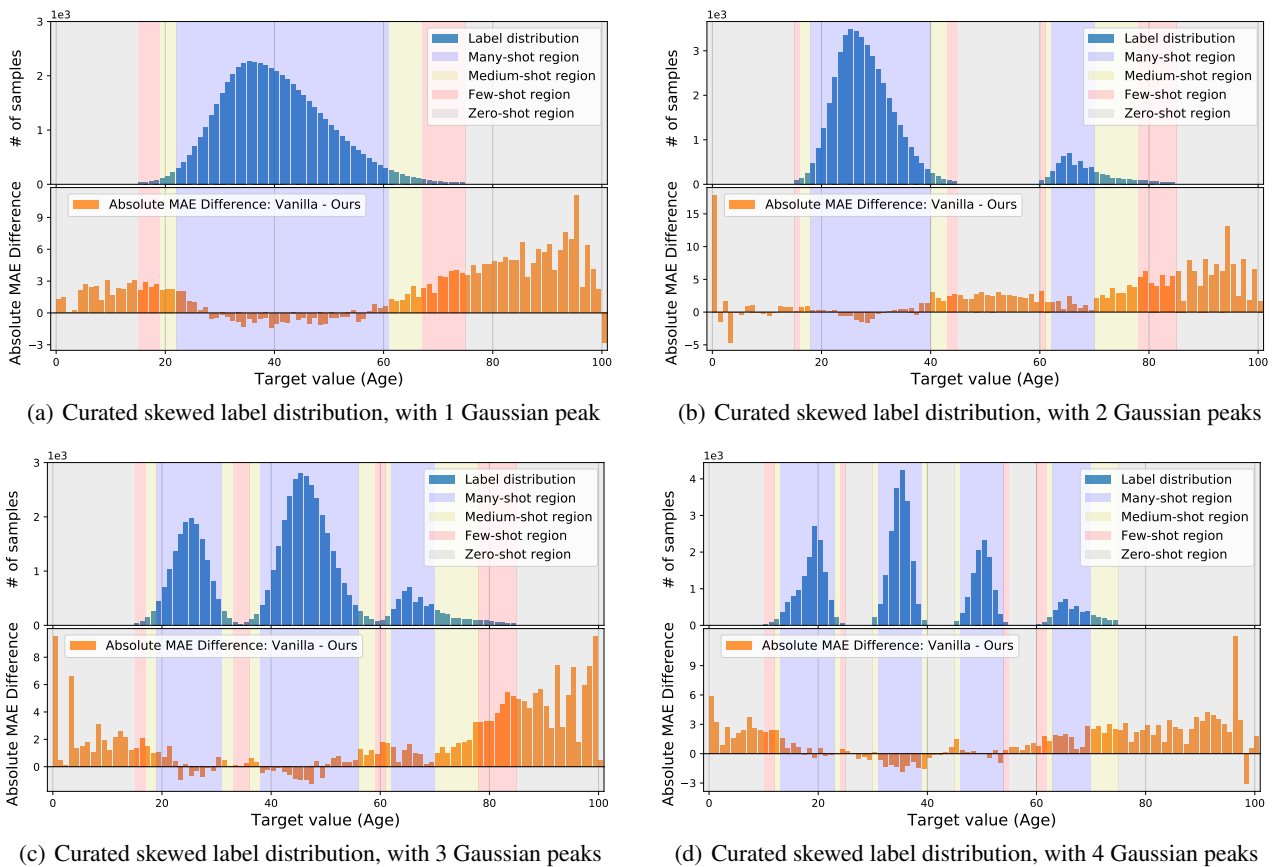 1e3
3
2
1
0
# of samples
Label distribution
Many-shot region
Medium-shot region
Few-shot region
Zero-shot region
Absolute MAE Difference: Vanilla - Ours
9
6
3
0
−3
Absolute MAE Difference
0 20 40 60 80 100
Target value (Age)
(a) Curated skewed label distribution, with 1 Gaussian peak
1e3
3
2
1
0
# of samples
Label distribution
Many-shot region
Medium-shot region
Few-shot region
Zero-shot region
Absolute MAE Difference: Vanilla - Ours
15
10
5
0
−5
Absolute MAE Difference
0 20 40 60 80 100
Target value (Age)
(b) Curated skewed label distribution, with 2 Gaussian peaks
1e3
3
2
1
0
# of samples
Label distribution
Many-shot region
Medium-shot region
Few-shot region
Zero-shot region
Absolute MAE Difference: Vanilla - Ours
8
6
4
2
0
Absolute MAE Difference
0 20 40 60 80 100
Target value (Age)
(c) Curated skewed label distribution, with 3 Gaussian peaks
1e3
4
3
2
1
0
# of samples
Label distribution
Many-shot region
Medium-shot region
Few-shot region
Zero-shot region
Absolute MAE Difference: Vanilla - Ours
9
6
3
0
−3
Absolute MAE Difference
0 20 40 60 80 100
Target value (Age)
(d) Curated skewed label distribution, with 4 Gaussian peaks